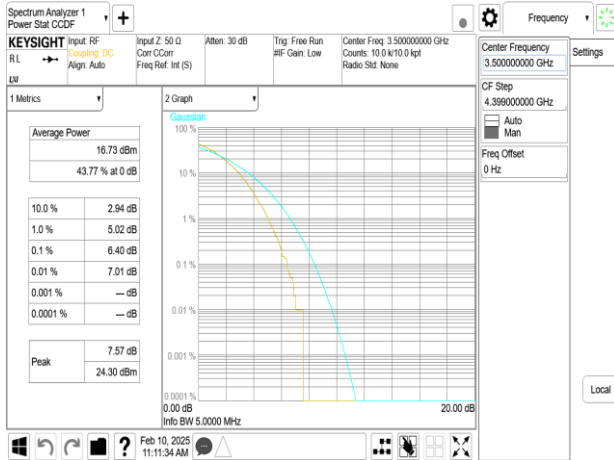 Spectrum Analyzer 1
Power Stat CCDF
Frequency
KEYSIGHT
RL
LXI
Input: RF
Coupling: DC
Align: Auto
Input Z: 50 Ω
Corr CCorr
Freq Ref: Int (S)
Atten: 30 dB
Trig: Free Run
#IF Gain: Low
Center Freq: 3.500000000 GHz
Counts: 10.0 k/10.0 kpt
Radio Std: None
Center Frequency
3.500000000 GHz
Settings
CF Step
4.399000000 GHz
Auto
Man
Freq Offset
0 Hz
Local
1 Metrics
Average Power
16.73 dBm
43.77 % at 0 dB
10.0 % 2.94 dB
1.0 % 5.02 dB
0.1 % 6.40 dB
0.01 % 7.01 dB
0.001 % --- dB
0.0001 % --- dB
Peak
7.57 dB
24.30 dBm
2 Graph
Gaussian
100 %
10 %
1 %
0.1 %
0.01 %
0.001 %
0.0001 %
0.00 dB 20.00 dB
Info BW 5.0000 MHz
?
Feb 10, 2025
11:11:34 AM